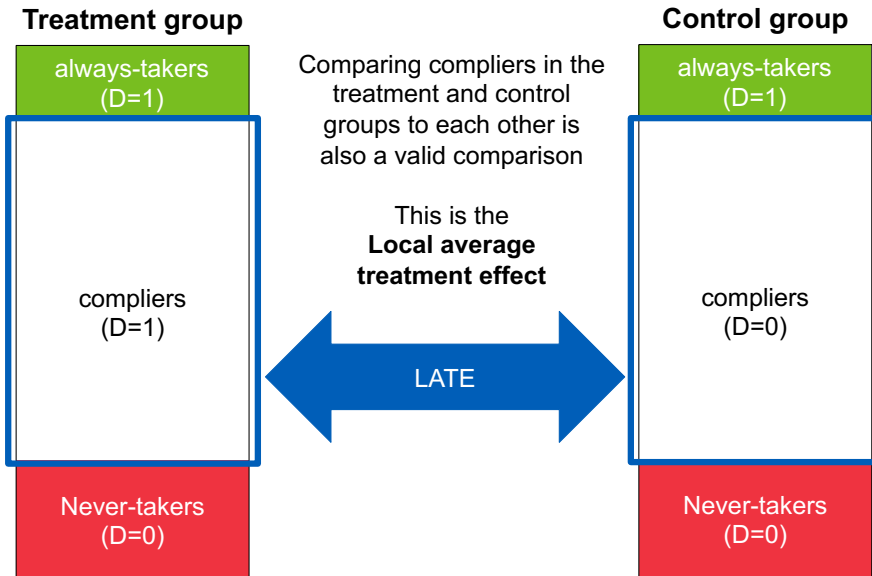 Treatment group
always-takers
(D=1)
compliers
(D=1)
Never-takers
(D=0)
Comparing compliers in the
treatment and control
groups to each other is
also a valid comparison
This is the
Local average
treatment effect
LATE
Control group
always-takers
(D=1)
compliers
(D=0)
Never-takers
(D=0)